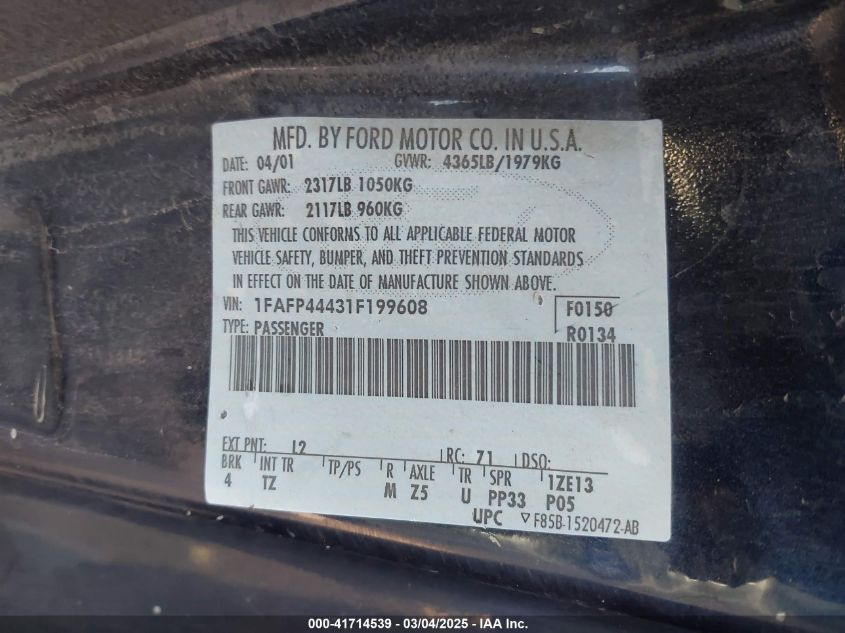 MFD. BY FORD MOTOR CO. IN U.S.A.
DATE: 04/01 GVWR: 4365LB/1979KG
FRONT GAWR: 2317LB 1050KG
REAR GAWR: 2117LB 960KG
THIS VEHICLE CONFORMS TO ALL APPLICABLE FEDERAL MOTOR
VEHICLE SAFETY, BUMPER, AND THEFT PREVENTION STANDARDS
IN EFFECT ON THE DATE OF MANUFACTURE SHOWN ABOVE.
VIN: 1FAFP44431F199608 F0150
TYPE: PASSENGER R0134
EXT PNT: L2 RC: 71 DSO:
BRK INT TR TP/PS R AXLE TR SPR 1ZE13
4 TZ M Z5 U PP33 P05
UPC ▽F85B-1520472-AB
000-41714539 - 03/04/2025 - IAA Inc.